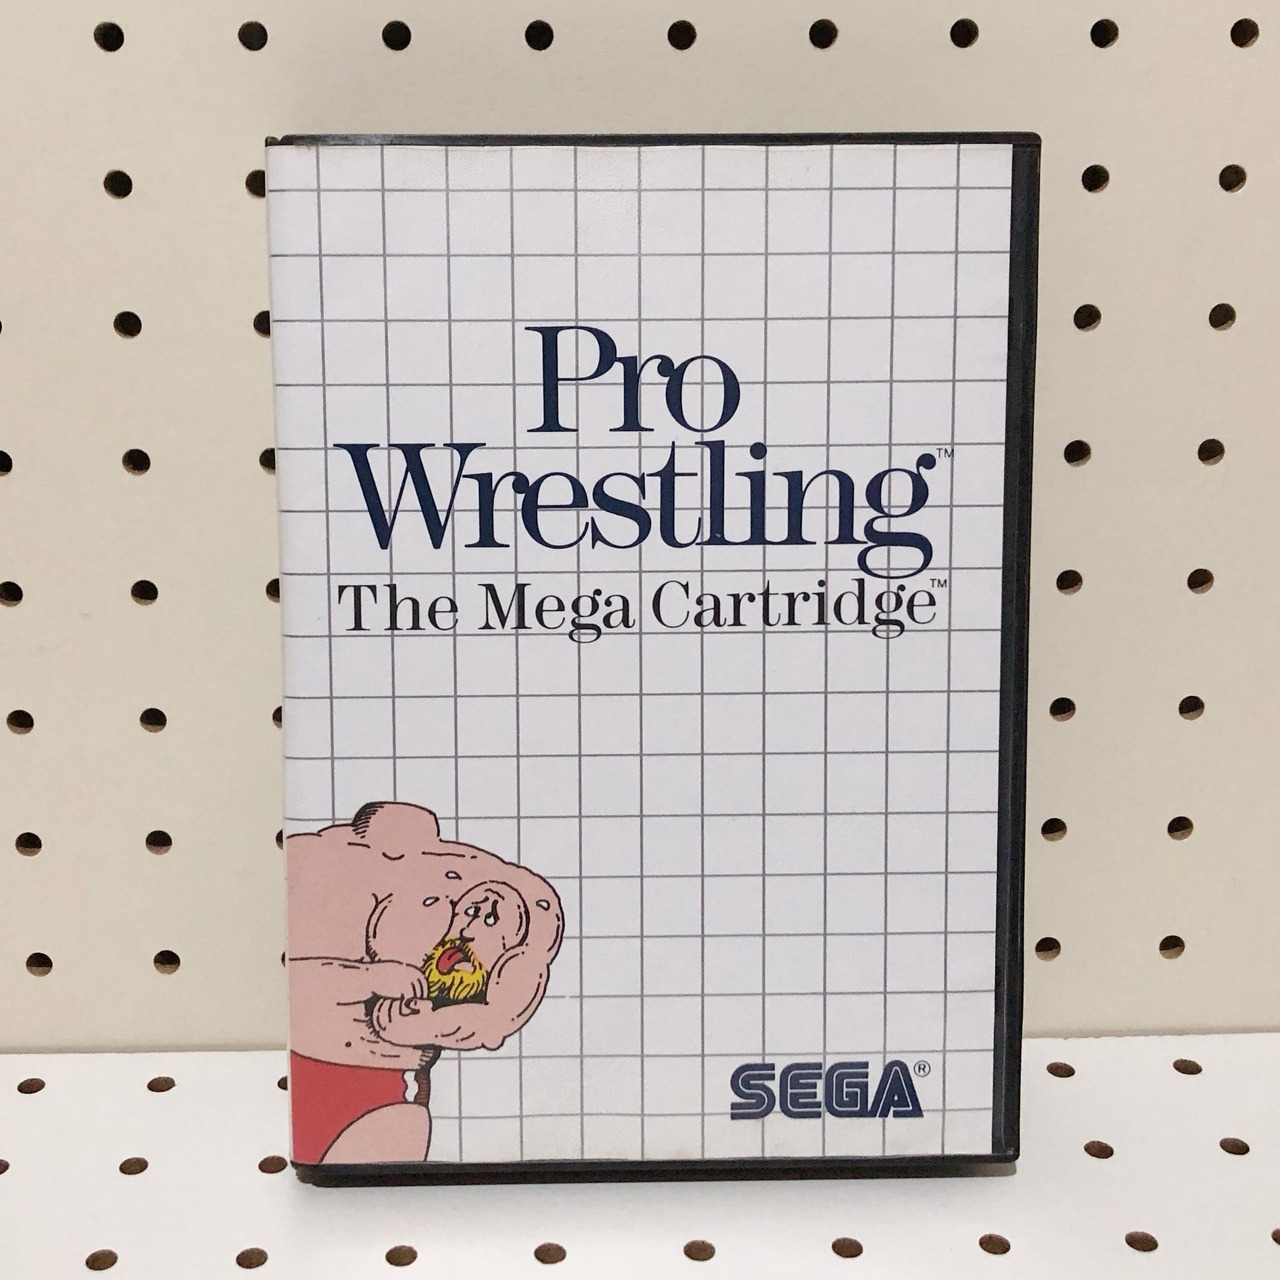 Pro
Wrestling™
The Mega Cartridge™
SEGA®